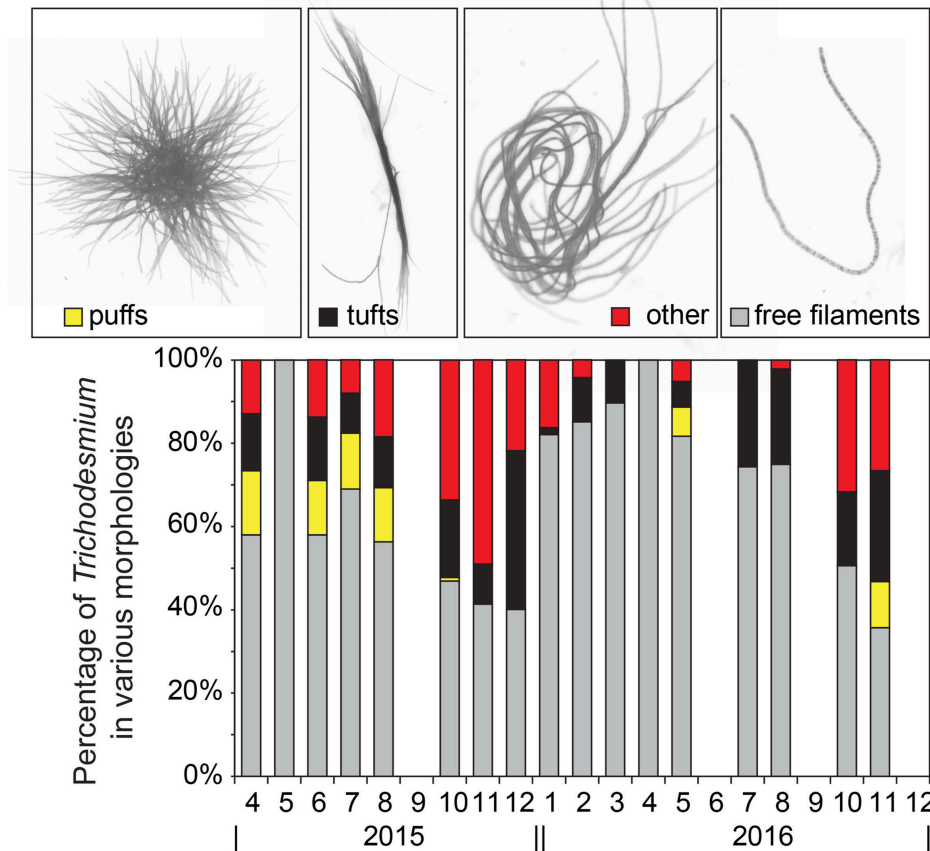 puffs
tufts
other
free filaments
Percentage of Trichodesmium
in various morphologies
100%
80%
60%
40%
20%
0%
4 5 6 7 8 9 10 11 12 1 2 3 4 5 6 7 8 9 10 11 12
2015 2016